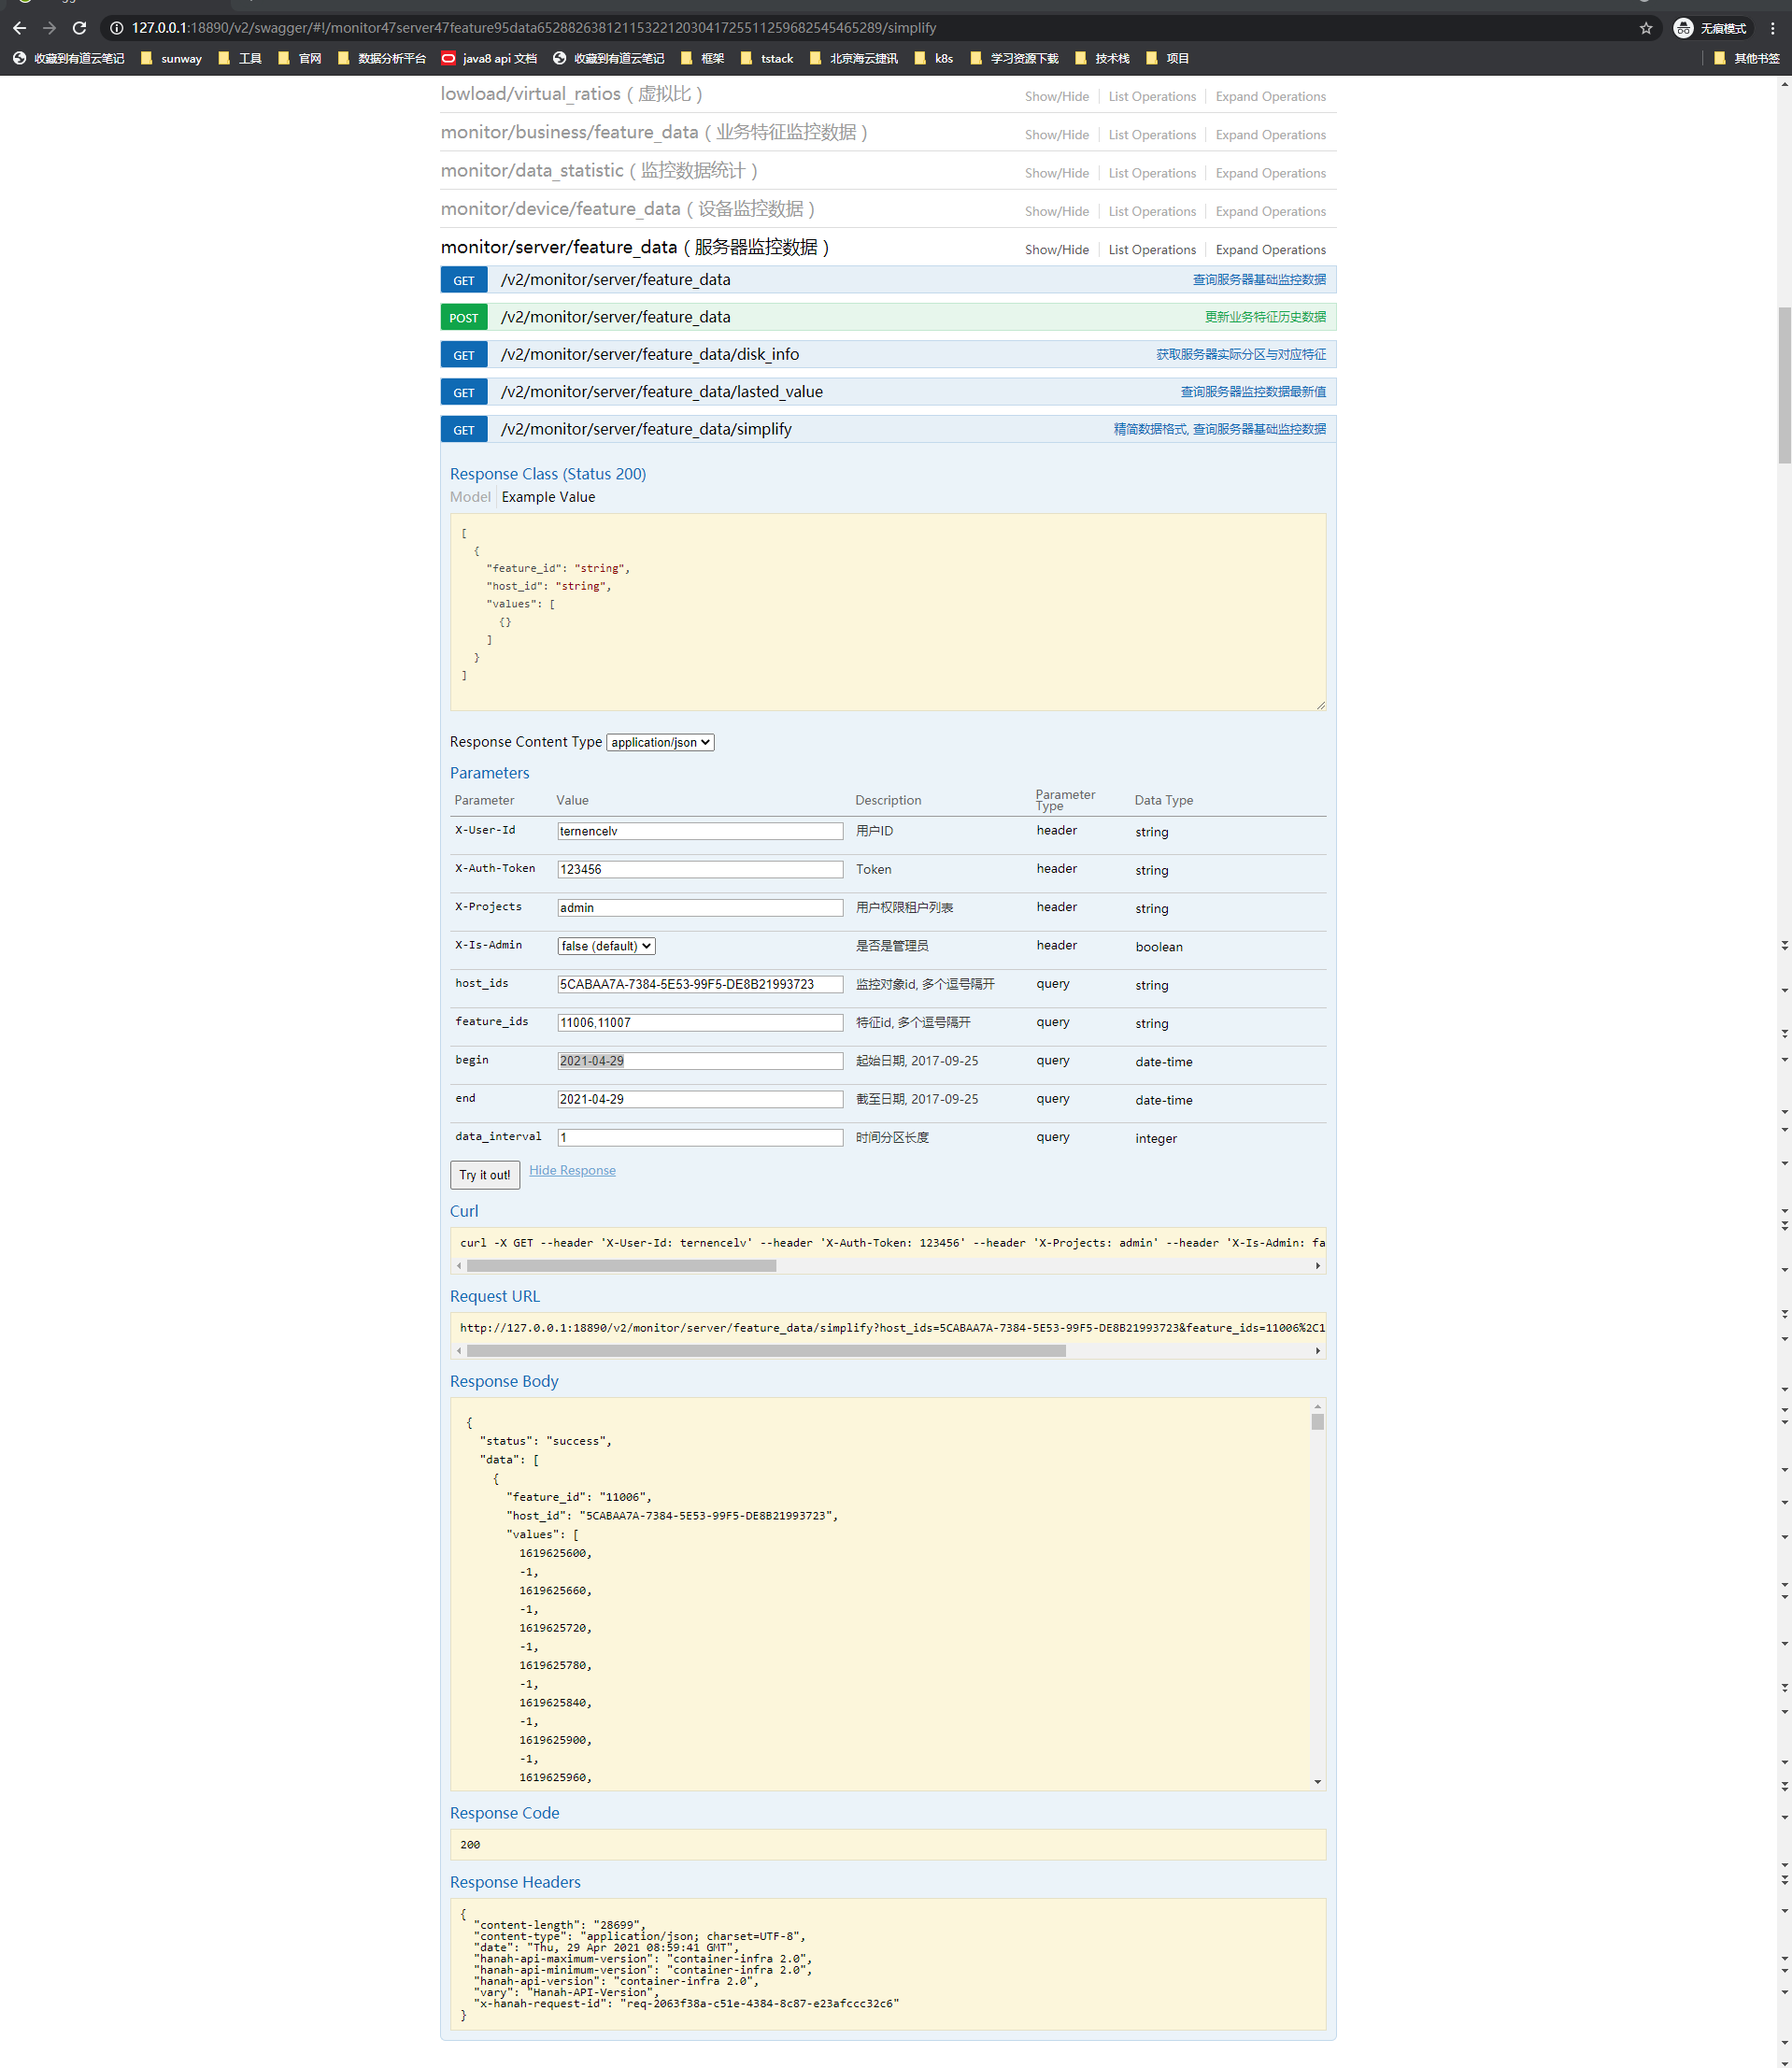 127.0.0.1:18890/v2/swagger/#!/monitor47server47feature95data65288263812115322120304172551125968254546528​9/simplify
无痕模式
收藏到有道云笔记 sunway 工具 官网 数据分析平台 java8 api 文档 收藏到有道云笔记 框架 tstack 北京海云捷讯 k8s 学习资源下载 技术栈 项目 其他书签
lowload/virtual_ratios ( 虚拟比 ) Show/Hide List Operations Expand Operations
monitor/business/feature_data ( 业务特征监控数据 ) Show/Hide List Operations Expand Operations
monitor/data_statistic ( 监控数据统计 ) Show/Hide List Operations Expand Operations
monitor/device/feature_data ( 设备监控数据 ) Show/Hide List Operations Expand Operations
monitor/server/feature_data ( 服务器监控数据 ) Show/Hide List Operations Expand Operations
GET /v2/monitor/server/feature_data 查询服务器基础监控数据
POST /v2/monitor/server/feature_data 更新业务特征历史数据
GET /v2/monitor/server/feature_data/disk_info 获取服务器实际分区与对应特征
GET /v2/monitor/server/feature_data/lasted_value 查询服务器监控数据最新值
GET /v2/monitor/server/feature_data/simplify 精简数据格式, 查询服务器基础监控数据
Response Class (Status 200)
Model Example Value
[
{
"feature_id": "string",
"host_id": "string",
"values": [
{}
]
}
]
Response Content Type application/json
Parameters
Parameter Value Description Parameter Type Data Type
X-User-Id ternencelv 用户ID header string
X-Auth-Token 123456 Token header string
X-Projects admin 用户权限租户列表 header string
X-Is-Admin false (default) 是否是管理员 header boolean
host_ids 5CABAA7A-7384-5E53-99F5-DE8B21993723 监控对象id, 多个逗号隔开 query string
feature_ids 11006,11007 特征id, 多个逗号隔开 query string
begin 2021-04-29 起始日期, 2017-09-25 query date-time
end 2021-04-29 截至日期, 2017-09-25 query date-time
data_interval 1 时间分区长度 query integer
Try it out! Hide Response
Curl
curl -X GET --header 'X-User-Id: ternencelv' --header 'X-Auth-Token: 123456' --header 'X-Projects: admin' --header 'X-Is-Admin: fa
Request URL
http://127.0.0.1:18890/v2/monitor/server/feature_data/simplify?host_ids=5CABAA7A-7384-5E53-99F5-DE8B21993723&feature_ids=11006%2C1
Response Body
{
"status": "success",
"data": [
{
"feature_id": "11006",
"host_id": "5CABAA7A-7384-5E53-99F5-DE8B21993723",
"values": [
1619625600,
-1,
1619625660,
-1,
1619625720,
-1,
1619625780,
-1,
1619625840,
-1,
1619625900,
-1,
1619625960,
Response Code
200
Response Headers
{
"content-length": "28699",
"content-type": "application/json; charset=UTF-8",
"date": "Thu, 29 Apr 2021 08:59:41 GMT",
"hanah-api-maximum-version": "container-infra 2.0",
"hanah-api-minimum-version": "container-infra 2.0",
"hanah-api-version": "container-infra 2.0",
"vary": "Hanah-API-Version",
"x-hanah-request-id": "req-2063f38a-c51e-4384-8c87-e23afccc32c6"
}